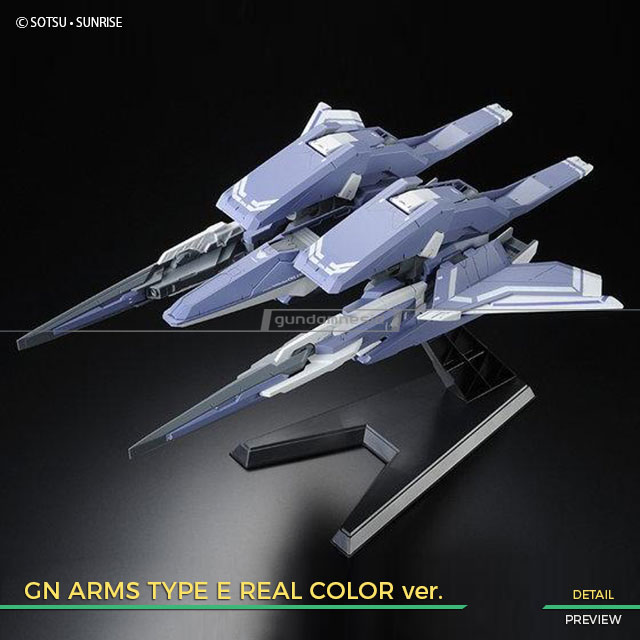 © SOTSU • SUNRISE
GN ARMS TYPE E REAL COLOR ver.
DETAIL
PREVIEW